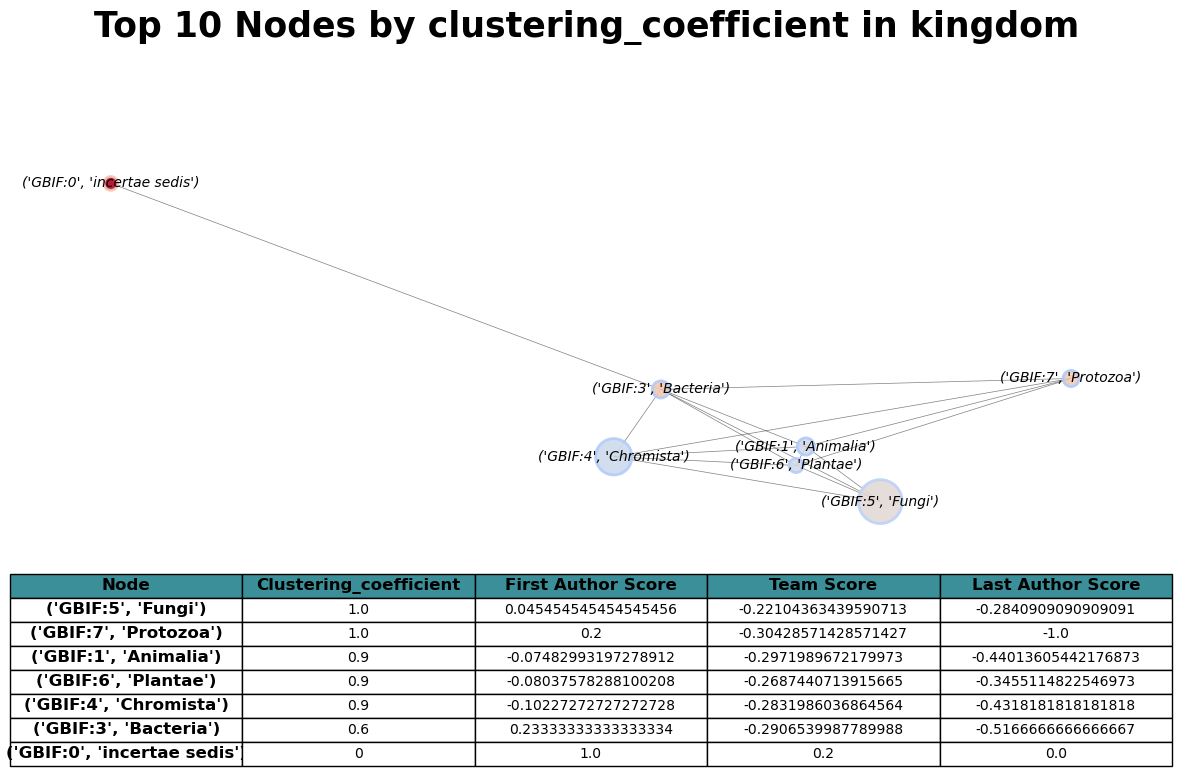 Top 10 Nodes by clustering_coefficient in kingdom
('GBIF:0', 'incertae sedis')
('GBIF:7', 'Protozoa')
('GBIF:3', 'Bacteria')
('GBIF:1', 'Animalia')
('GBIF:4', 'Chromista')
('GBIF:6', 'Plantae')
('GBIF:5', 'Fungi')
Node Clustering_coefficient First Author Score Team Score Last Author Score
('GBIF:5', 'Fungi') 1.0 0.045454545454545456 -0.22104363439590713 -0.2840909090909091
('GBIF:7', 'Protozoa') 1.0 0.2 -0.30428571428571427 -1.0
('GBIF:1', 'Animalia') 0.9 -0.07482993197278912 -0.2971989672179973 -0.44013605442176873
('GBIF:6', 'Plantae') 0.9 -0.08037578288100208 -0.2687440713915665 -0.3455114822546973
('GBIF:4', 'Chromista') 0.9 -0.10227272727272728 -0.2831986036864564 -0.4318181818181818
('GBIF:3', 'Bacteria') 0.6 0.23333333333333334 -0.2906539987789988 -0.5166666666666667
('GBIF:0', 'incertae sedis') 0 1.0 0.2 0.0